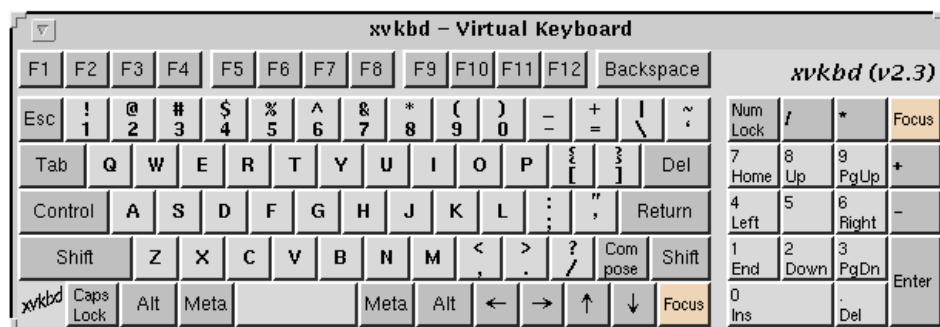 xvkbd – Virtual Keyboard
F1 F2 F3 F4 F5 F6 F7 F8 F9 F10 F11 F12 Backspace xvkbd (v2.3)
Esc ! 1 @ 2 # 3 $ 4 % 5 ^ 6 & 7 * 8 ( 9 ) 0 _ – + = | \ ~ ‘ Num Lock / * Focus
Tab Q W E R T Y U I O P { [ } ] Del 7 Home 8 Up 9 PgUp +
Control A S D F G H J K L : ; " ' Return 4 Left 5 6 Right –
Shift Z X C V B N M < , > . ? / Com pose Shift 1 End 2 Down 3 PgDn Enter
xvkbd Caps Lock Alt Meta Meta Alt ← → ↑ ↓ Focus 0 Ins . Del